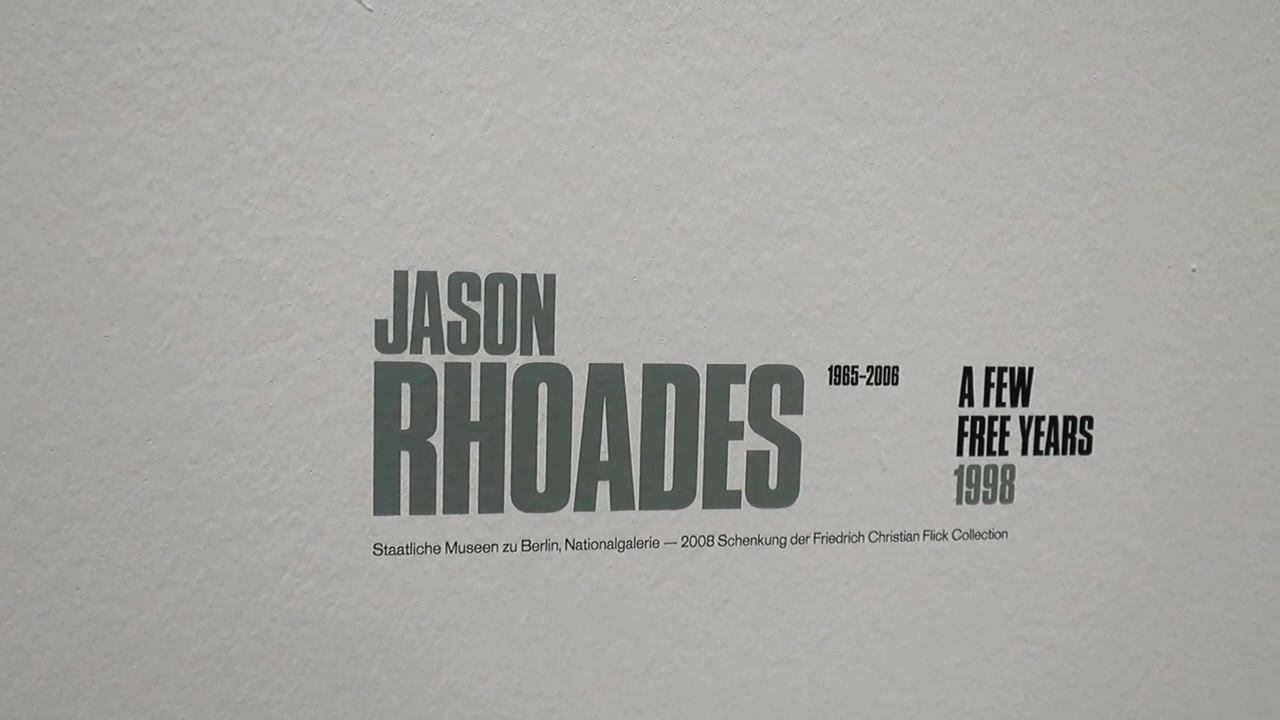 JASON
RHOADES
1965–2006
A FEW
FREE YEARS
1998
Staatliche Museen zu Berlin, Nationalgalerie — 2008 Schenkung der Friedrich Christian Flick Collection